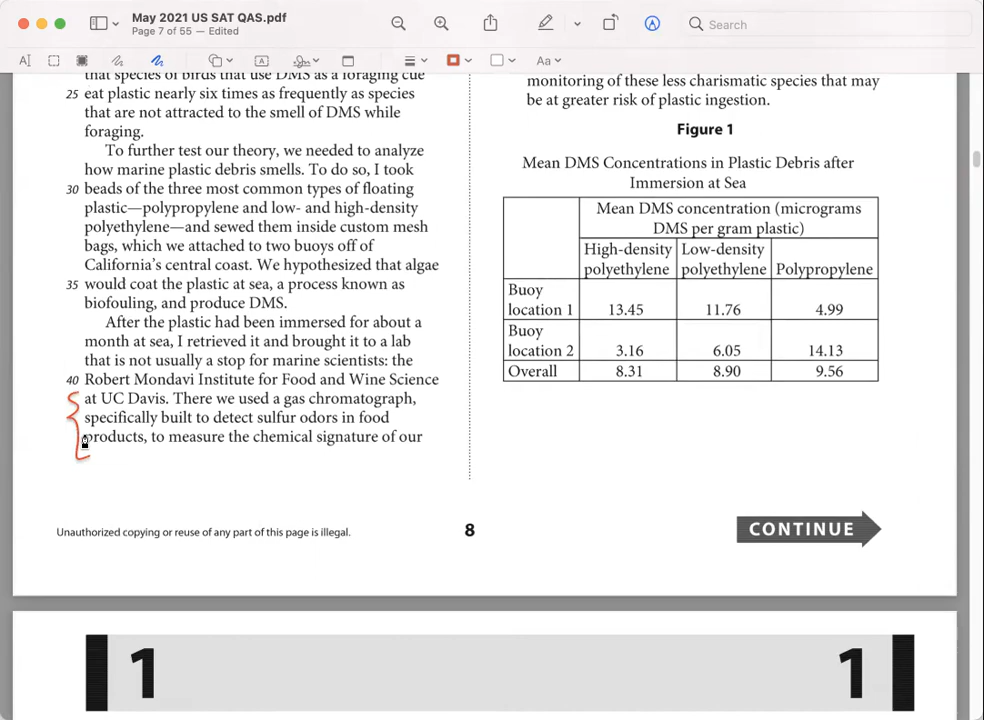 May 2021 US SAT QAS.pdf
Page 7 of 55 — Edited
Search
that species of birds that use DMS as a foraging cue
25 eat plastic nearly six times as frequently as species
that are not attracted to the smell of DMS while
foraging.
To further test our theory, we needed to analyze
how marine plastic debris smells. To do so, I took
30 beads of the three most common types of floating
plastic—polypropylene and low- and high-density
polyethylene—and sewed them inside custom mesh
bags, which we attached to two buoys off of
California's central coast. We hypothesized that algae
35 would coat the plastic at sea, a process known as
biofouling, and produce DMS.
After the plastic had been immersed for about a
month at sea, I retrieved it and brought it to a lab
that is not usually a stop for marine scientists: the
40 Robert Mondavi Institute for Food and Wine Science
at UC Davis. There we used a gas chromatograph,
specifically built to detect sulfur odors in food
products, to measure the chemical signature of our
monitoring of these less charismatic species that may
be at greater risk of plastic ingestion.
Figure 1
Mean DMS Concentrations in Plastic Debris after
Immersion at Sea
Mean DMS concentration (micrograms
DMS per gram plastic)
High-density polyethylene Low-density polyethylene Polypropylene
Buoy location 1 13.45 11.76 4.99
Buoy location 2 3.16 6.05 14.13
Overall 8.31 8.90 9.56
Unauthorized copying or reuse of any part of this page is illegal.
8
CONTINUE
1
1